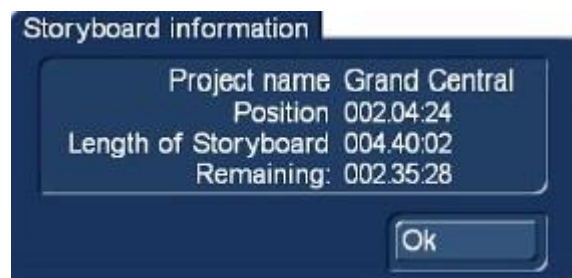 Storyboard information
Project name Grand Central
Position 002.04:24
Length of Storyboard 004.40:02
Remaining: 002.35:28
Ok